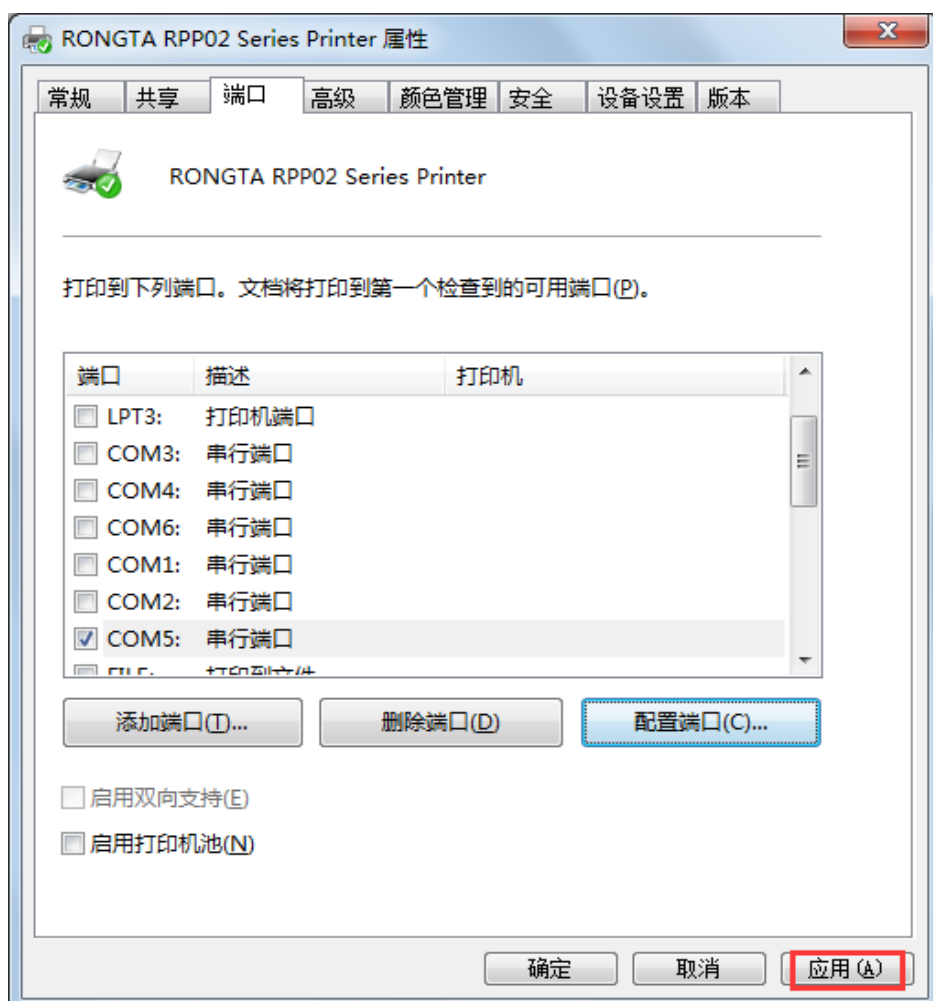 RONGTA RPP02 Series Printer 属性
常规 共享 端口 高级 颜色管理 安全 设备设置 版本
RONGTA RPP02 Series Printer
打印到下列端口。文档将打印到第一个检查到的可用端口(P)。
端口 描述 打印机
LPT3: 打印机端口
COM3: 串行端口
COM4: 串行端口
COM6: 串行端口
COM1: 串行端口
COM2: 串行端口
COM5: 串行端口
FILE: 打印到文件
添加端口(T)... 删除端口(D) 配置端口(C)...
启用双向支持(E)
启用打印机池(N)
确定 取消 应用(A)